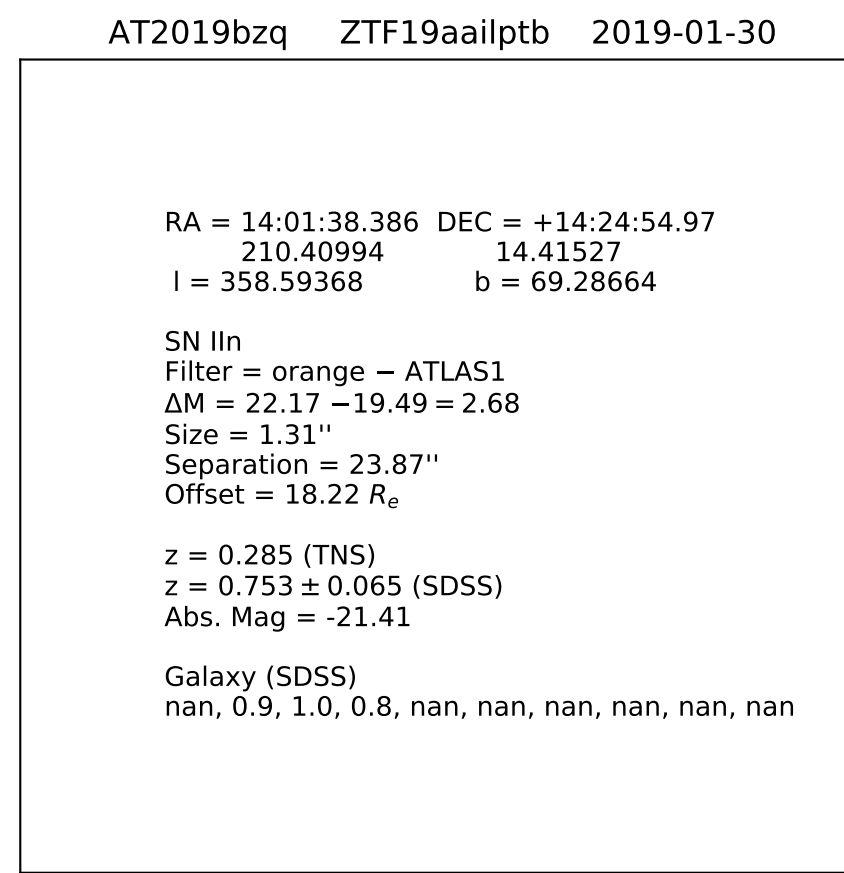 AT2019bzq ZTF19aailptb 2019-01-30
RA = 14:01:38.386 DEC = +14:24:54.97
210.40994 14.41527
l = 358.59368 b = 69.28664
SN IIn
Filter = orange − ATLAS1
ΔM = 22.17 −19.49 = 2.68
Size = 1.31''
Separation = 23.87''
Offset = 18.22 Rₑ
z = 0.285 (TNS)
z = 0.753 ± 0.065 (SDSS)
Abs. Mag = -21.41
Galaxy (SDSS)
nan, 0.9, 1.0, 0.8, nan, nan, nan, nan, nan, nan